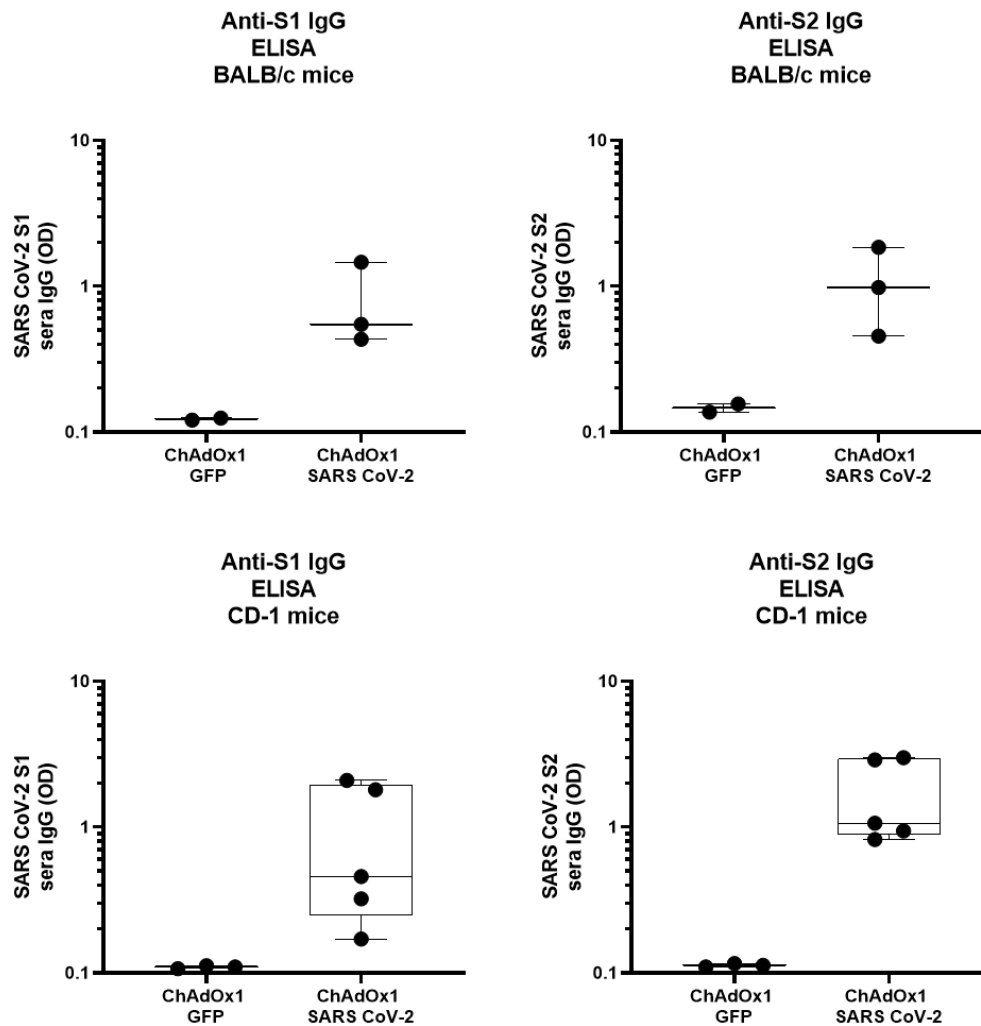 Anti-S1 IgG
ELISA
BALB/c mice
SARS CoV-2 S1
sera IgG (OD)
10
1
0.1
ChAdOx1
GFP
ChAdOx1
SARS CoV-2
Anti-S2 IgG
ELISA
BALB/c mice
SARS CoV-2 S2
sera IgG (OD)
10
1
0.1
ChAdOx1
GFP
ChAdOx1
SARS CoV-2
Anti-S1 IgG
ELISA
CD-1 mice
SARS CoV-2 S1
sera IgG (OD)
10
1
0.1
ChAdOx1
GFP
ChAdOx1
SARS CoV-2
Anti-S2 IgG
ELISA
CD-1 mice
SARS CoV-2 S2
sera IgG (OD)
10
1
0.1
ChAdOx1
GFP
ChAdOx1
SARS CoV-2